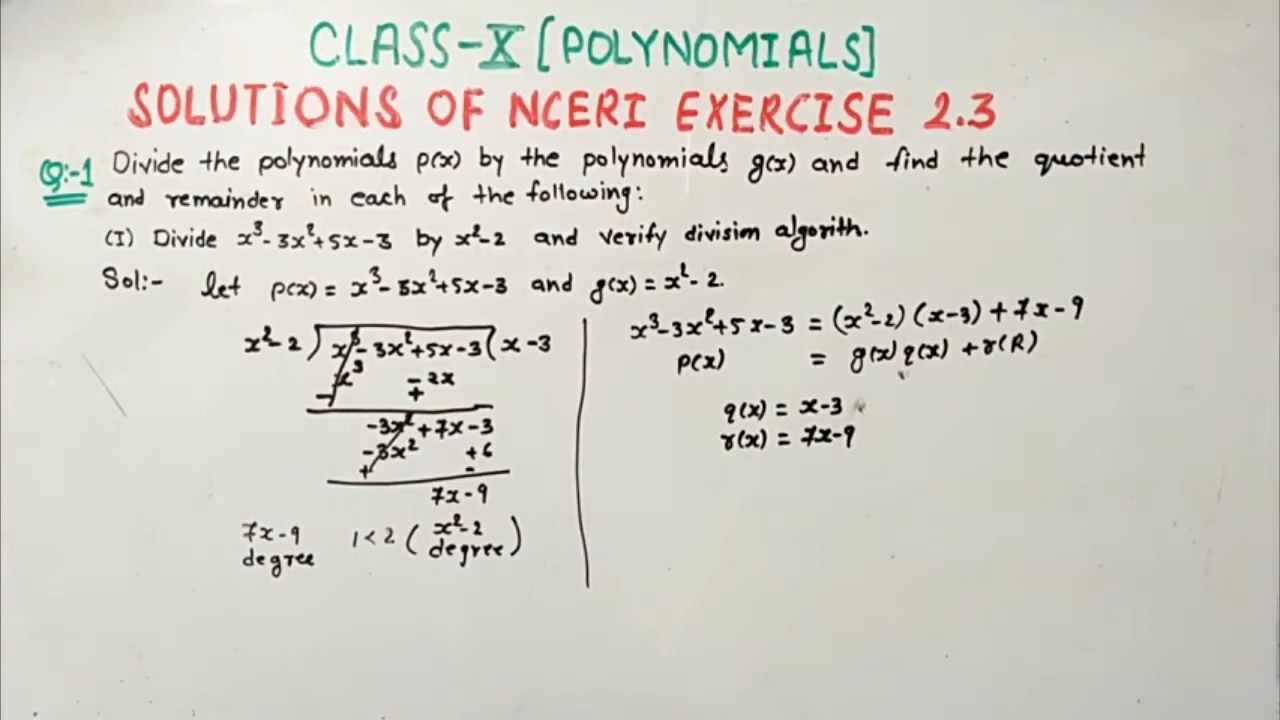 CLASS-X [POLYNOMIALS]
SOLUTIONS OF NCERI EXERCISE 2.3
Q:-1 Divide the polynomials p(x) by the polynomials g(x) and find the quotient
and remainder in each of the following:
(I) Divide x³-3x²+5x-3 by x²-2 and verify division algorith.
Sol:- let p(x) = x³-3x²+5x-3 and g(x) = x²-2.
x²-2) x³-3x²+5x-3 (x-3
x³ -2x
- +
-3x²+7x-3
-3x² +6
+ -
7x-9
7x-9 1<2 (x²-2
degree degree)
x³-3x²+5x-3 = (x²-2)(x-3)+7x-9
p(x) = g(x) q(x) + r(R)
q(x) = x-3
r(x) = 7x-9